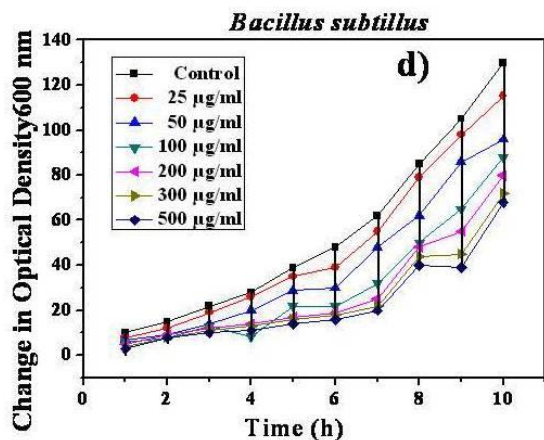 Bacillus subtillus
d)
Control
25 µg/ml
50 µg/ml
100 µg/ml
200 µg/ml
300 µg/ml
500 µg/ml
Change in Optical Density600 nm
140
120
100
80
60
40
20
0
0 2 4 6 8 10
Time (h)